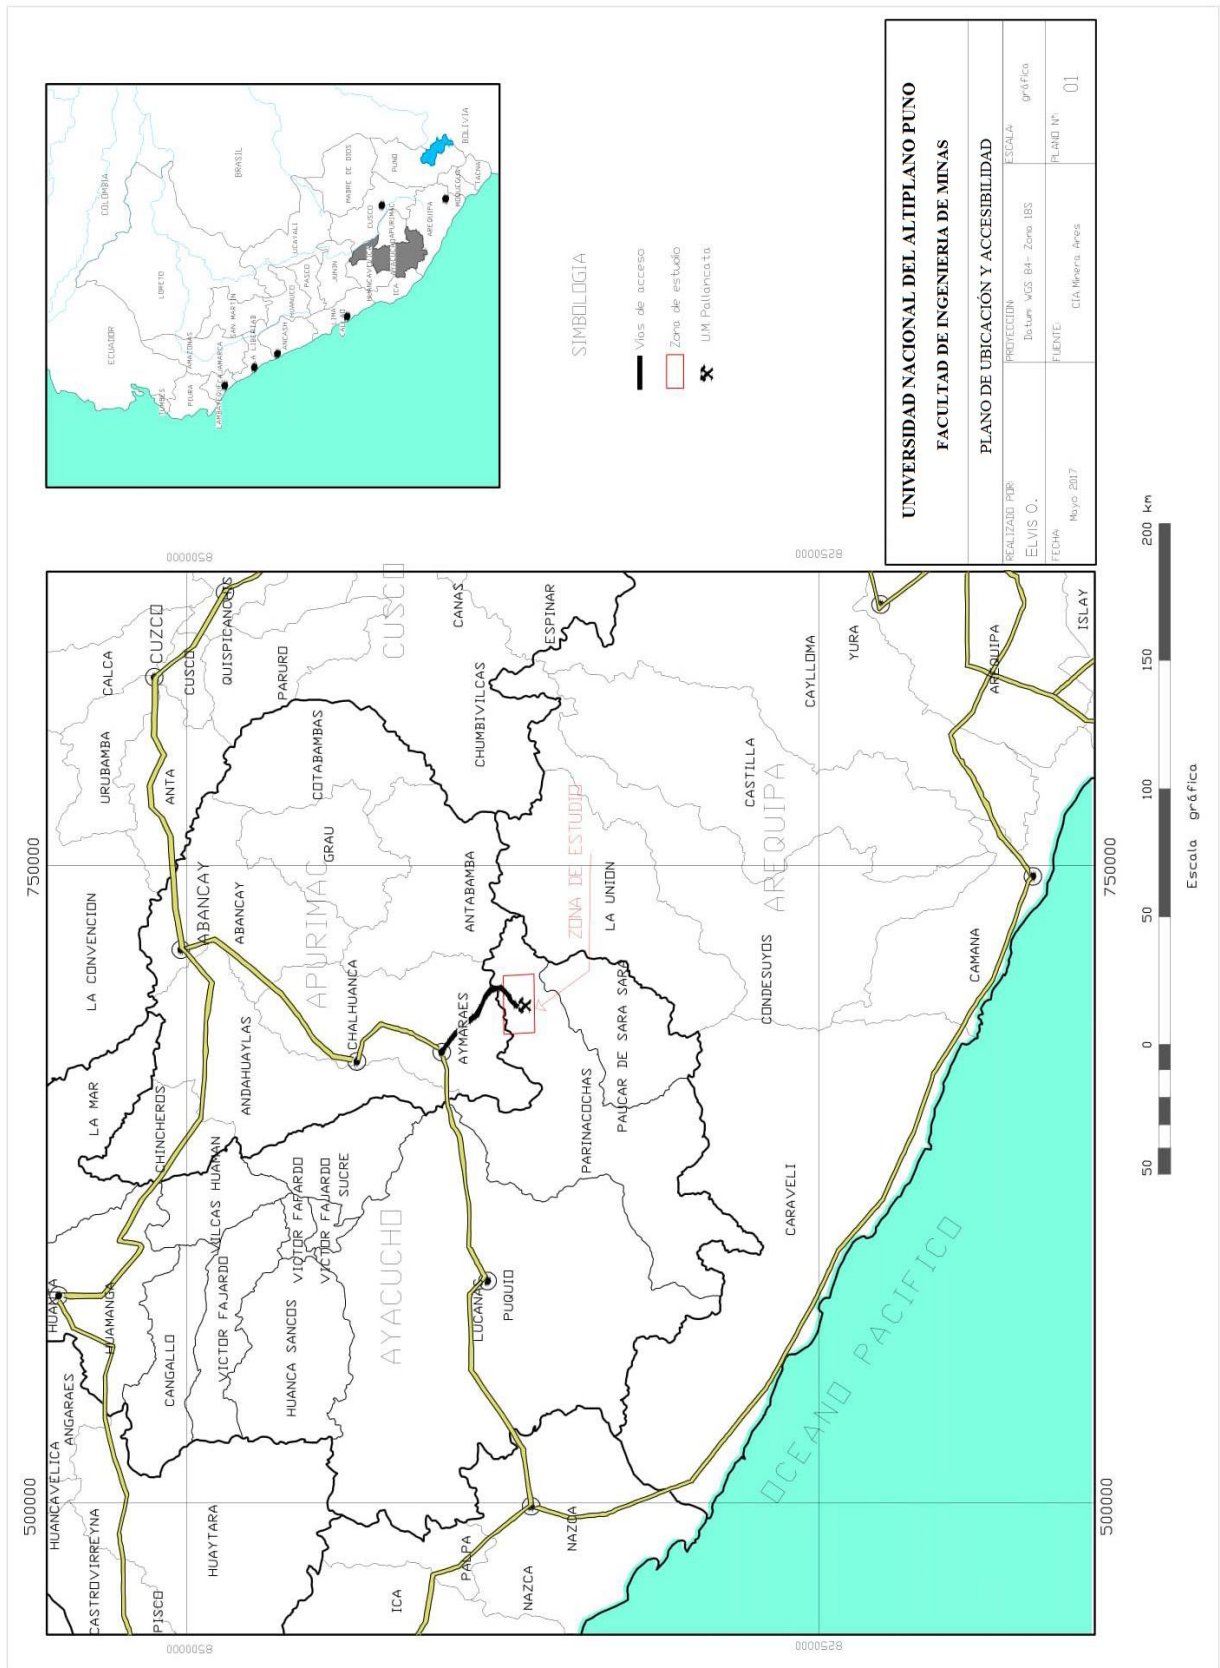 COLOMBIA
ECUADOR
LORETO
BRASIL
TUMBES
PIURA
AMAZONAS
LAMBAYEQUE
CAJAMARCA
SAN MARTIN
LA LIBERTAD
ANCASH
HUANUCO
UCAYALI
PASCO
JUNIN
LIMA
CALLAO
MADRE DE DIOS
CUSCO
HUANCAVELICA
APURIMAC
ICA
PUNO
AREQUIPA
MOQUEGUA
TACNA
BOLIVIA
SIMBOLOGIA
Vias de acceso
Zona de estudio
U.M. Pallancata
UNIVERSIDAD NACIONAL DEL ALTIPLANO PUNO
FACULTAD DE INGENIERIA DE MINAS
PLANO DE UBICACIÓN Y ACCESIBILIDAD
REALIZADO POR:
ELVIS O.
PROYECCION:
Datum WGS 84- Zona 18S
ESCALA:
gráfica
FECHA:
Mayo 2017
FUENTE:
CIA Minera Ares
PLANO Nº:
01
500000
750000
8500000
8500000
HUANCAVELICA
ANGARAES
CASTROVIRREYNA
PISCO
HUANTA
HUAMANGA
LA MAR
LA CONVENCION
URUBAMBA
CALCA
CUZCO
CUSCO
ANTA
QUISPICANCHIS
CHINCHEROS
CANGALLO
VILCAS HUAMAN
VICTOR FAJARDO
HUAYTARA
ANDAHUAYLAS
ABANCAY
ABANCAY
PARURO
HUANCA SANCOS
VICTOR FAFARDO
VICTOR FAJARDO
SUCRE
APURIMAC
GRAU
COTABAMBAS
CHALHUANCA
CUSCO
CANAS
AYACUCHO
ICA
PALPA
AYMARAES
ANTABAMBA
CHUMBIVILCAS
ESPINAR
LUCANAS
PUQUIO
NAZCA
NAZCA
ZONA DE ESTUDIO
PARINACOCHAS
PAUCAR DE SARA SARA
LA UNION
CASTILLA
AREQUIPA
CONDESUYOS
CARAVELI
CAYLLOMA
YURA
CAMANA
AREQUIPA
ISLAY
OCEANO PACIFICO
8250000
8250000
500000
750000
50
0
50
100
150
200 km
Escala gráfica